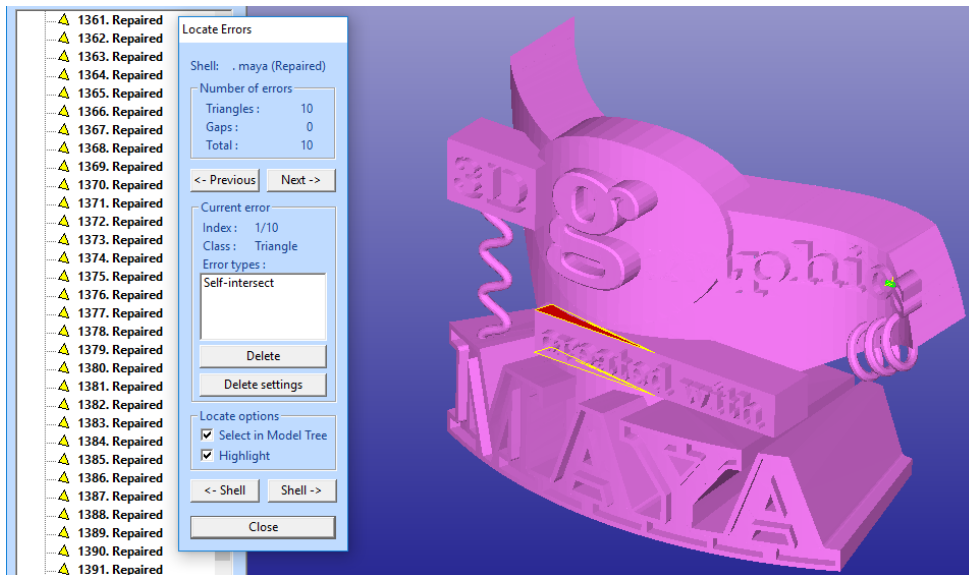 1361. Repaired
1362. Repaired
1363. Repaired
1364. Repaired
1365. Repaired
1366. Repaired
1367. Repaired
1368. Repaired
1369. Repaired
1370. Repaired
1371. Repaired
1372. Repaired
1373. Repaired
1374. Repaired
1375. Repaired
1376. Repaired
1377. Repaired
1378. Repaired
1379. Repaired
1380. Repaired
1381. Repaired
1382. Repaired
1383. Repaired
1384. Repaired
1385. Repaired
1386. Repaired
1387. Repaired
1388. Repaired
1389. Repaired
1390. Repaired
1391. Repaired
Locate Errors
Shell: . maya (Repaired)
Number of errors
Triangles : 10
Gaps : 0
Total : 10
<- Previous Next ->
Current error
Index : 1/10
Class : Triangle
Error types :
Self-intersect
Delete
Delete settings
Locate options
Select in Model Tree
Highlight
<- Shell Shell ->
Close
3D
g
created with
MAYA